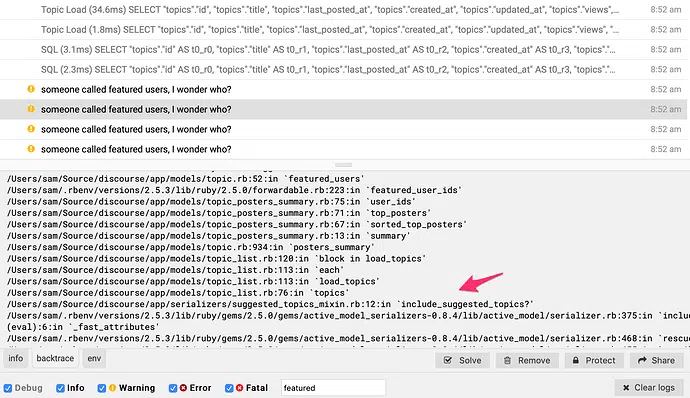 Topic Load (34.6ms) SELECT "topics"."id", "topics"."title", "topics"."last_posted_at", "topics"."created_at", "topics"."updated_at", "topics"."views",… 8:52 am
Topic Load (1.8ms) SELECT "topics"."id", "topics"."title", "topics"."last_posted_at", "topics"."created_at", "topics"."updated_at", "topics"."views", "… 8:52 am
SQL (3.1ms) SELECT "topics"."id" AS t0_r0, "topics"."title" AS t0_r1, "topics"."last_posted_at" AS t0_r2, "topics"."created_at" AS t0_r3, "topics"."… 8:52 am
SQL (2.3ms) SELECT "topics"."id" AS t0_r0, "topics"."title" AS t0_r1, "topics"."last_posted_at" AS t0_r2, "topics"."created_at" AS t0_r3, "topics"."… 8:52 am
someone called featured users, I wonder who? 8:52 am
someone called featured users, I wonder who? 8:52 am
someone called featured users, I wonder who? 8:52 am
someone called featured users, I wonder who? 8:52 am
/Users/sam/Source/discourse/app/models/topic.rb:52:in `featured_users'
/Users/sam/.rbenv/versions/2.5.3/lib/ruby/2.5.0/forwardable.rb:223:in `featured_user_ids'
/Users/sam/Source/discourse/app/models/topic_posters_summary.rb:75:in `user_ids'
/Users/sam/Source/discourse/app/models/topic_posters_summary.rb:71:in `top_posters'
/Users/sam/Source/discourse/app/models/topic_posters_summary.rb:67:in `sorted_top_posters'
/Users/sam/Source/discourse/app/models/topic_posters_summary.rb:13:in `summary'
/Users/sam/Source/discourse/app/models/topic.rb:934:in `posters_summary'
/Users/sam/Source/discourse/app/models/topic_list.rb:120:in `block in load_topics'
/Users/sam/Source/discourse/app/models/topic_list.rb:113:in `each'
/Users/sam/Source/discourse/app/models/topic_list.rb:113:in `load_topics'
/Users/sam/Source/discourse/app/models/topic_list.rb:76:in `topics'
/Users/sam/Source/discourse/app/serializers/suggested_topics_mixin.rb:12:in `include_suggested_topics?'
/Users/sam/.rbenv/versions/2.5.3/lib/ruby/gems/2.5.0/gems/active_model_serializers-0.8.4/lib/active_model/serializer.rb:375:in `includ
(eval):6:in `_fast_attributes'
/Users/sam/.rbenv/versions/2.5.3/lib/ruby/gems/2.5.0/gems/active_model_serializers-0.8.4/lib/active_model/serializer.rb:468:in `rescue
info backtrace env Solve Remove Protect Share
Debug Info Warning Error Fatal featured Clear logs